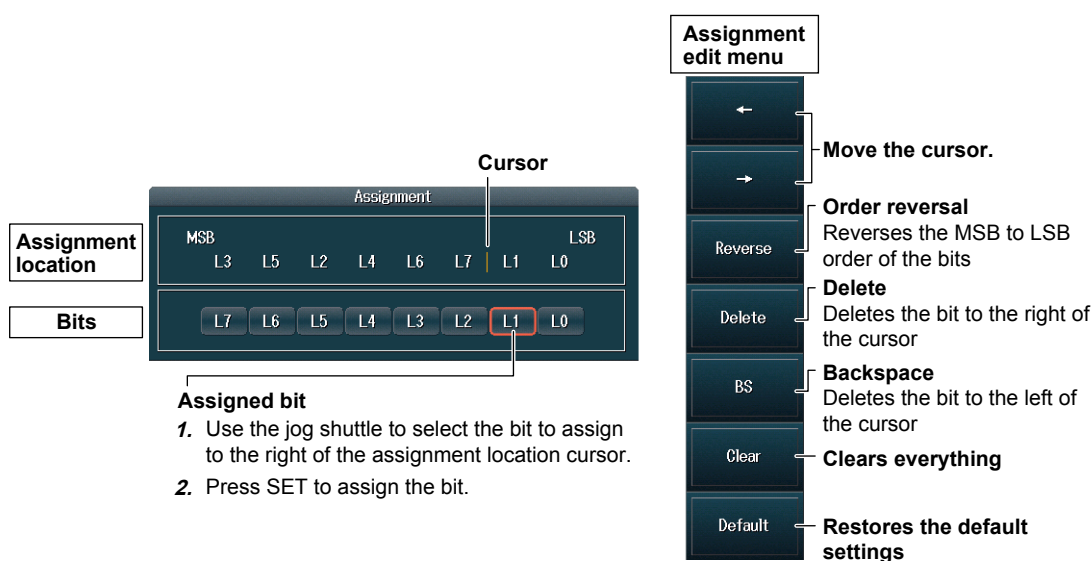 Assignment
edit menu
←
→
Move the cursor.
Cursor
Assignment
Assignment
location
MSB LSB
L3 L5 L2 L4 L6 L7 L1 L0
Bits
L7 L6 L5 L4 L3 L2 L1 L0
Assigned bit
1. Use the jog shuttle to select the bit to assign
to the right of the assignment location cursor.
2. Press SET to assign the bit.
Reverse
Order reversal
Reverses the MSB to LSB
order of the bits
Delete
Delete
Deletes the bit to the right of
the cursor
BS
Backspace
Deletes the bit to the left of
the cursor
Clear
Clears everything
Default
Restores the default
settings